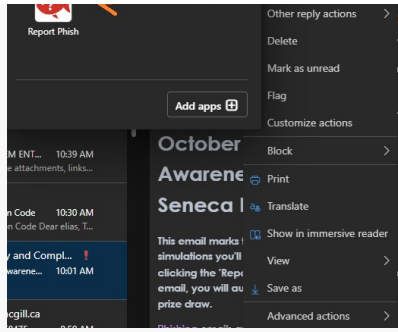 Report Phish
Add apps
Other reply actions
Delete
Mark as unread
Flag
Customize actions
Block
Print
Translate
Show in immersive reader
View
Save as
Advanced actions
M ENT... 10:39 AM
e attachments, links...
n Code 10:30 AM
n Code Dear elias, T...
y and Compl... !
warene... 10:01 AM
ncgill.ca
October
Awarene
Seneca
This email marks
simulations you'll
clicking the 'Repo
email, you will au
prize draw.